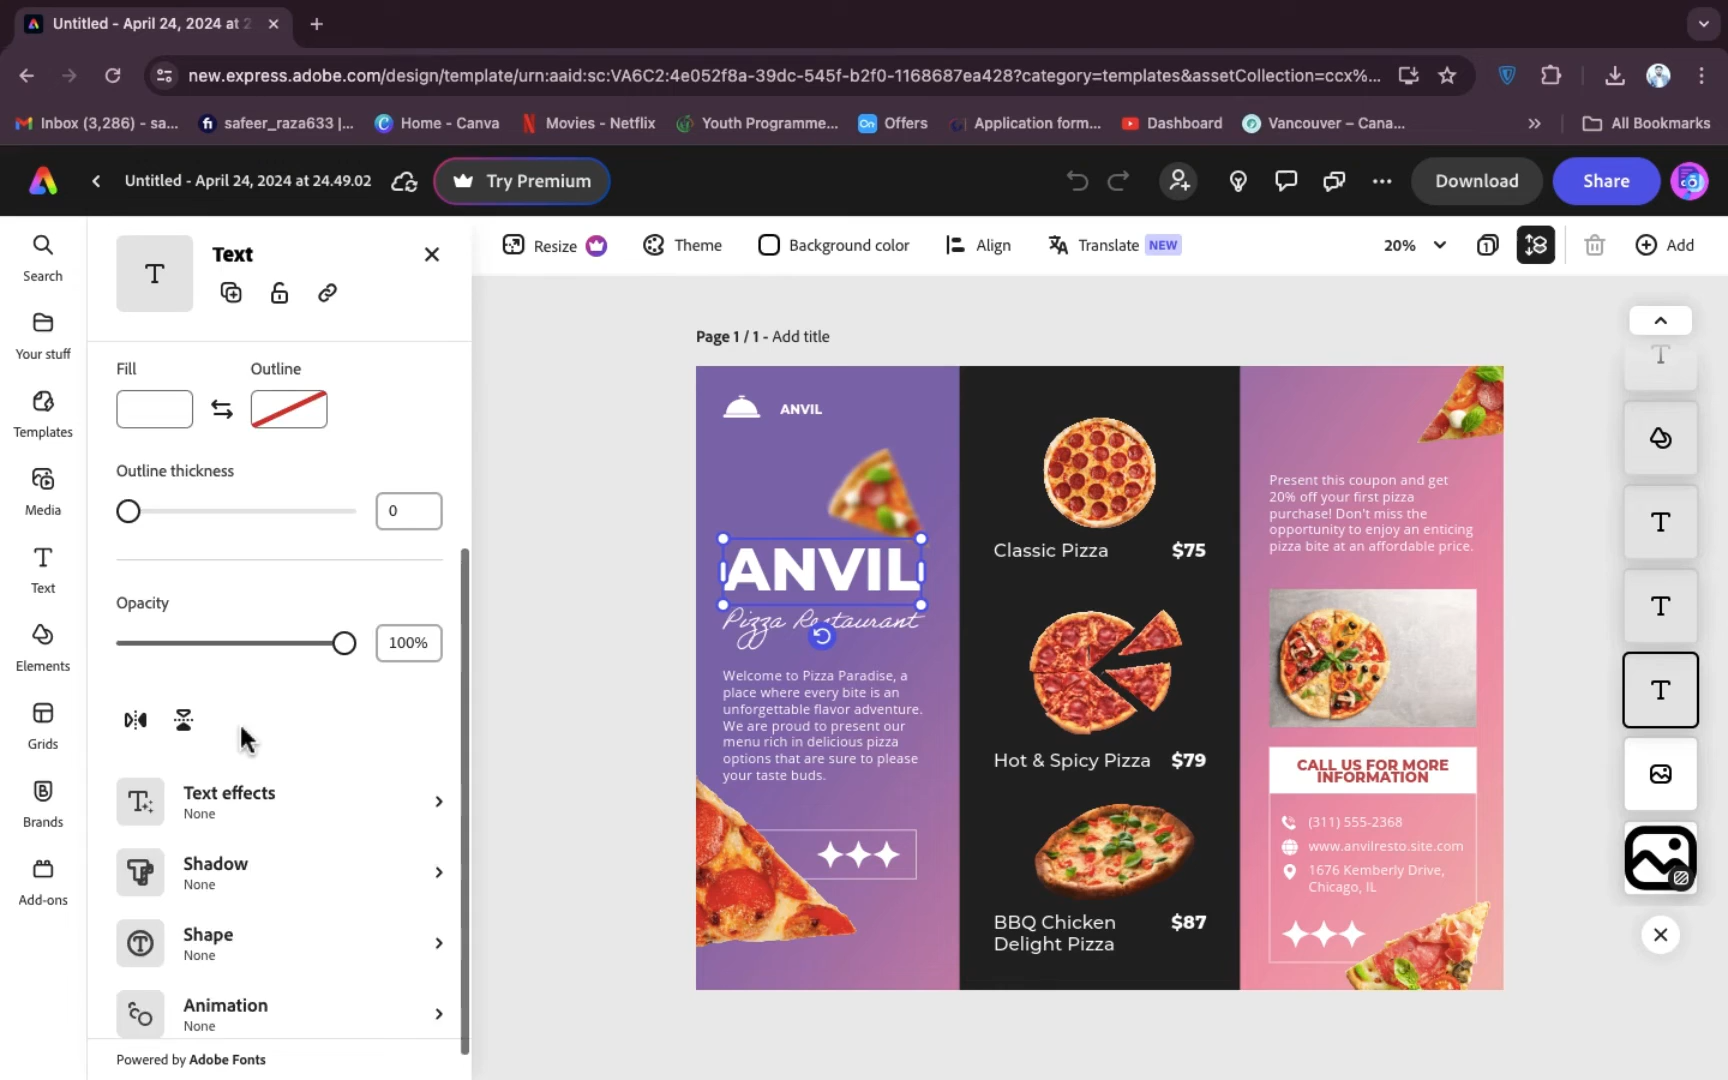 Untitled - April 24, 2024 at 2
new.express.adobe.com/design/template/urn:aaid:sc:VA6C2:4e052f8a-39dc-545f-b2f0-1168687ea428?category=templates&assetCollection=ccx%...
Inbox (3,286) - sa...
safeer_raza633 |...
Home - Canva
Movies - Netflix
Youth Programme...
On
Offers
Application form...
Dashboard
Vancouver – Cana...
»
All Bookmarks
Untitled - April 24, 2024 at 24.49.02
Try Premium
Download
Share
Search
Your stuff
Templates
Media
Text
Elements
Grids
Brands
Add-ons
Text
Resize
Theme
Background color
Align
Translate NEW
20%
Add
Fill
Outline
Outline thickness
0
Opacity
100%
Text effects
None
Shadow
None
Shape
None
Animation
None
Powered by Adobe Fonts
Page 1 / 1 - Add title
ANVIL
ANVIL
Pizza Restaurant
Welcome to Pizza Paradise, a
place where every bite is an
unforgettable flavor adventure.
We are proud to present our
menu rich in delicious pizza
options that are sure to please
your taste buds.
Classic Pizza $75
Hot & Spicy Pizza $79
BBQ Chicken $87
Delight Pizza
Present this coupon and get
20% off your first pizza
purchase! Don't miss the
opportunity to enjoy an enticing
pizza bite at an affordable price.
CALL US FOR MORE
INFORMATION
(311) 555-2368
www.anvilresto.site.com
1676 Kemberly Drive,
Chicago, IL